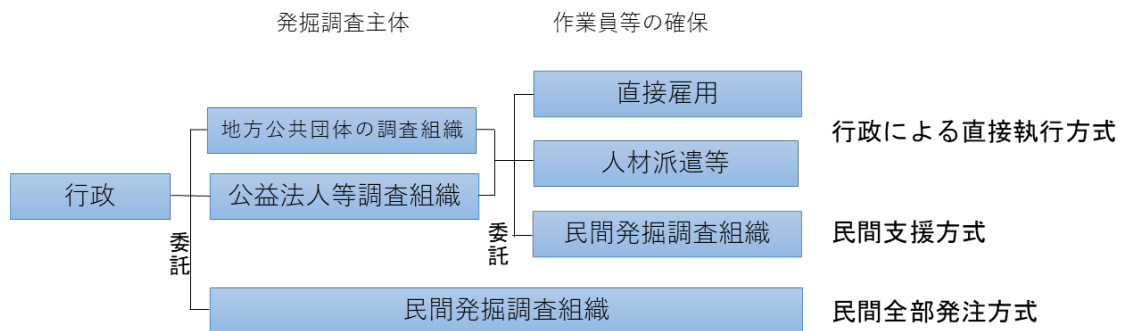 発掘調査主体
作業員等の確保
直接雇用
地方公共団体の調査組織
行政による直接執行方式
人材派遣等
行政
公益法人等調査組織
委託
委託
民間発掘調査組織
民間支援方式
民間発掘調査組織
民間全部発注方式